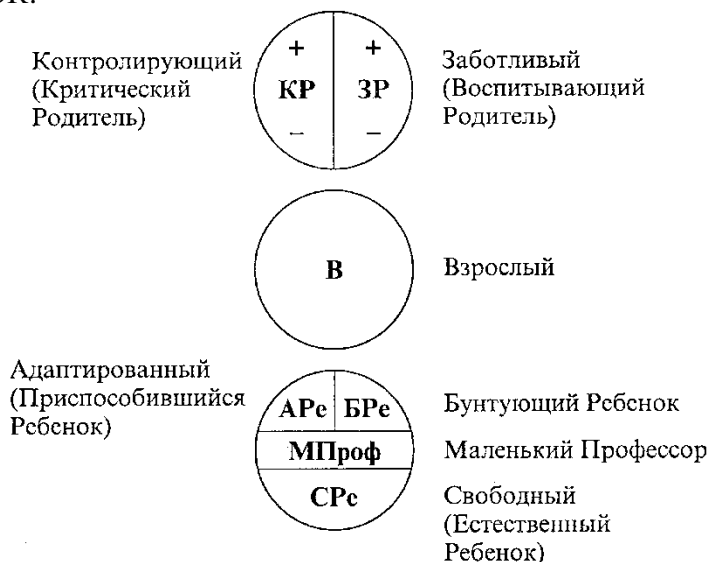 ок.
Контролирующий
(Критический
Родитель)
+ +
КР ЗР
– –
Заботливый
(Воспитывающий
Родитель)
В
Взрослый
Адаптированный
(Приспособившийся
Ребенок)
АРе БРе
МПроф
СРе
Бунтующий Ребенок
Маленький Профессор
Свободный
(Естественный
Ребенок)